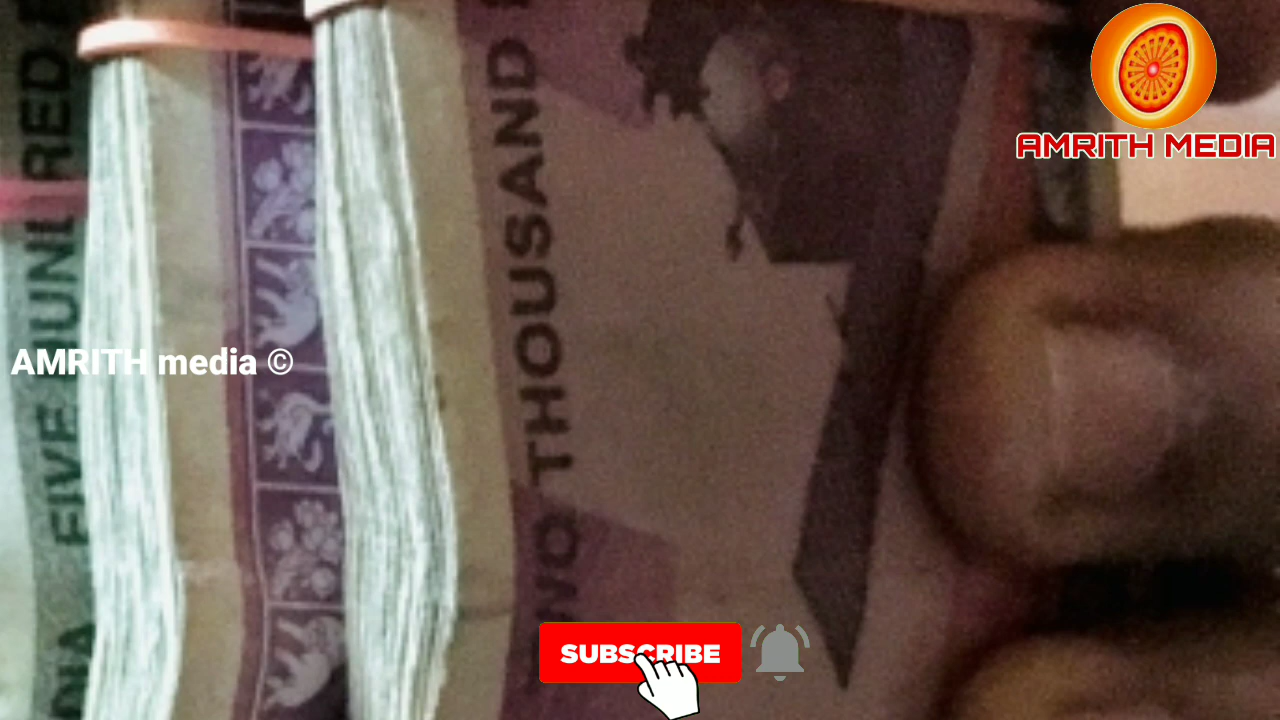 AMRITH MEDIA
FIVE HUNDRED
TWO THOUSAND
AMRITH media ©
SUBSCRIBE